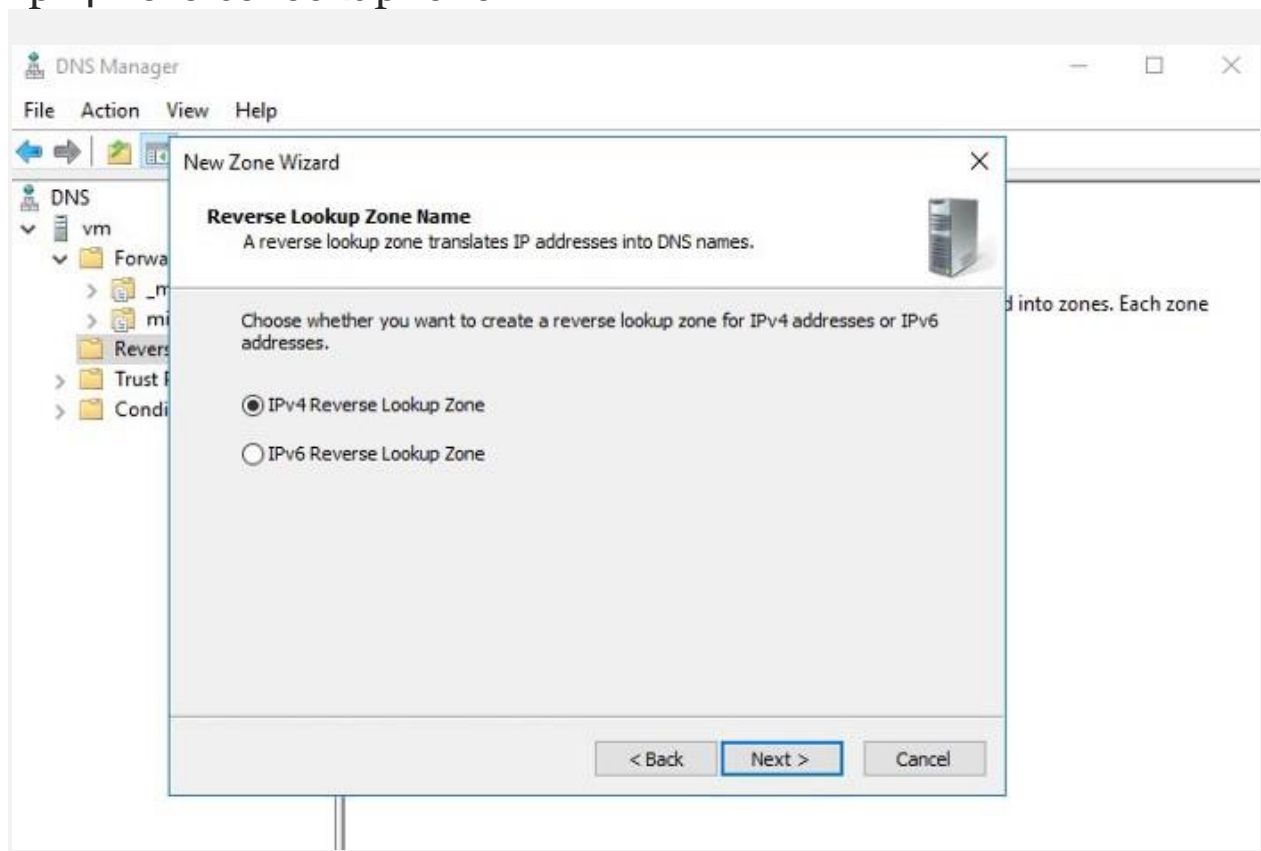 DNS Manager
File Action View Help
New Zone Wizard
DNS
vm
Forwa
_m
mi
Revers
Trust
Condi
Reverse Lookup Zone Name
A reverse lookup zone translates IP addresses into DNS names.
Choose whether you want to create a reverse lookup zone for IPv4 addresses or IPv6
addresses.
IPv4 Reverse Lookup Zone
IPv6 Reverse Lookup Zone
< Back Next > Cancel
d into zones. Each zone